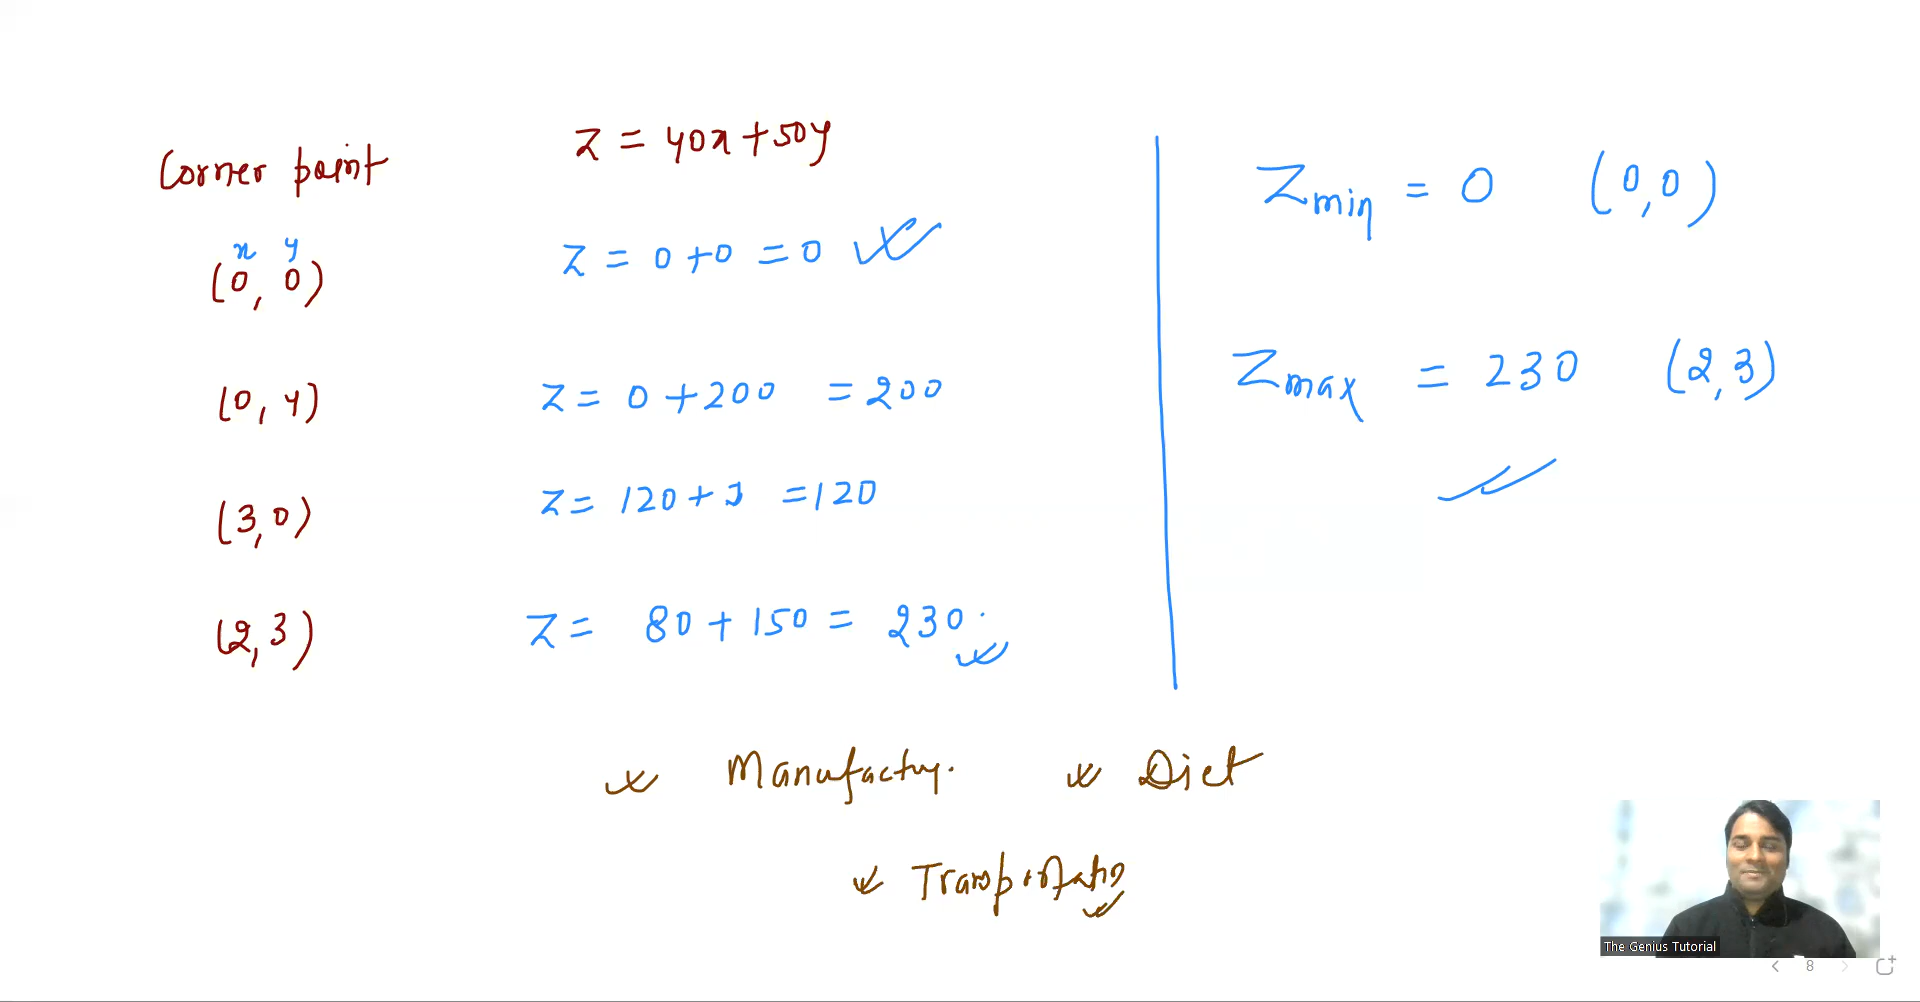 Corner point
Z = 40x + 50y
x y
(0, 0)
Z = 0 + 0 = 0
(0, 4)
Z = 0 + 200 = 200
(3, 0)
Z = 120 + 0 = 120
(2, 3)
Z = 80 + 150 = 230.
Zmin = 0 (0, 0)
Zmax = 230 (2, 3)
Manufactuy. Diet
Transportation
The Genius Tutorial
8